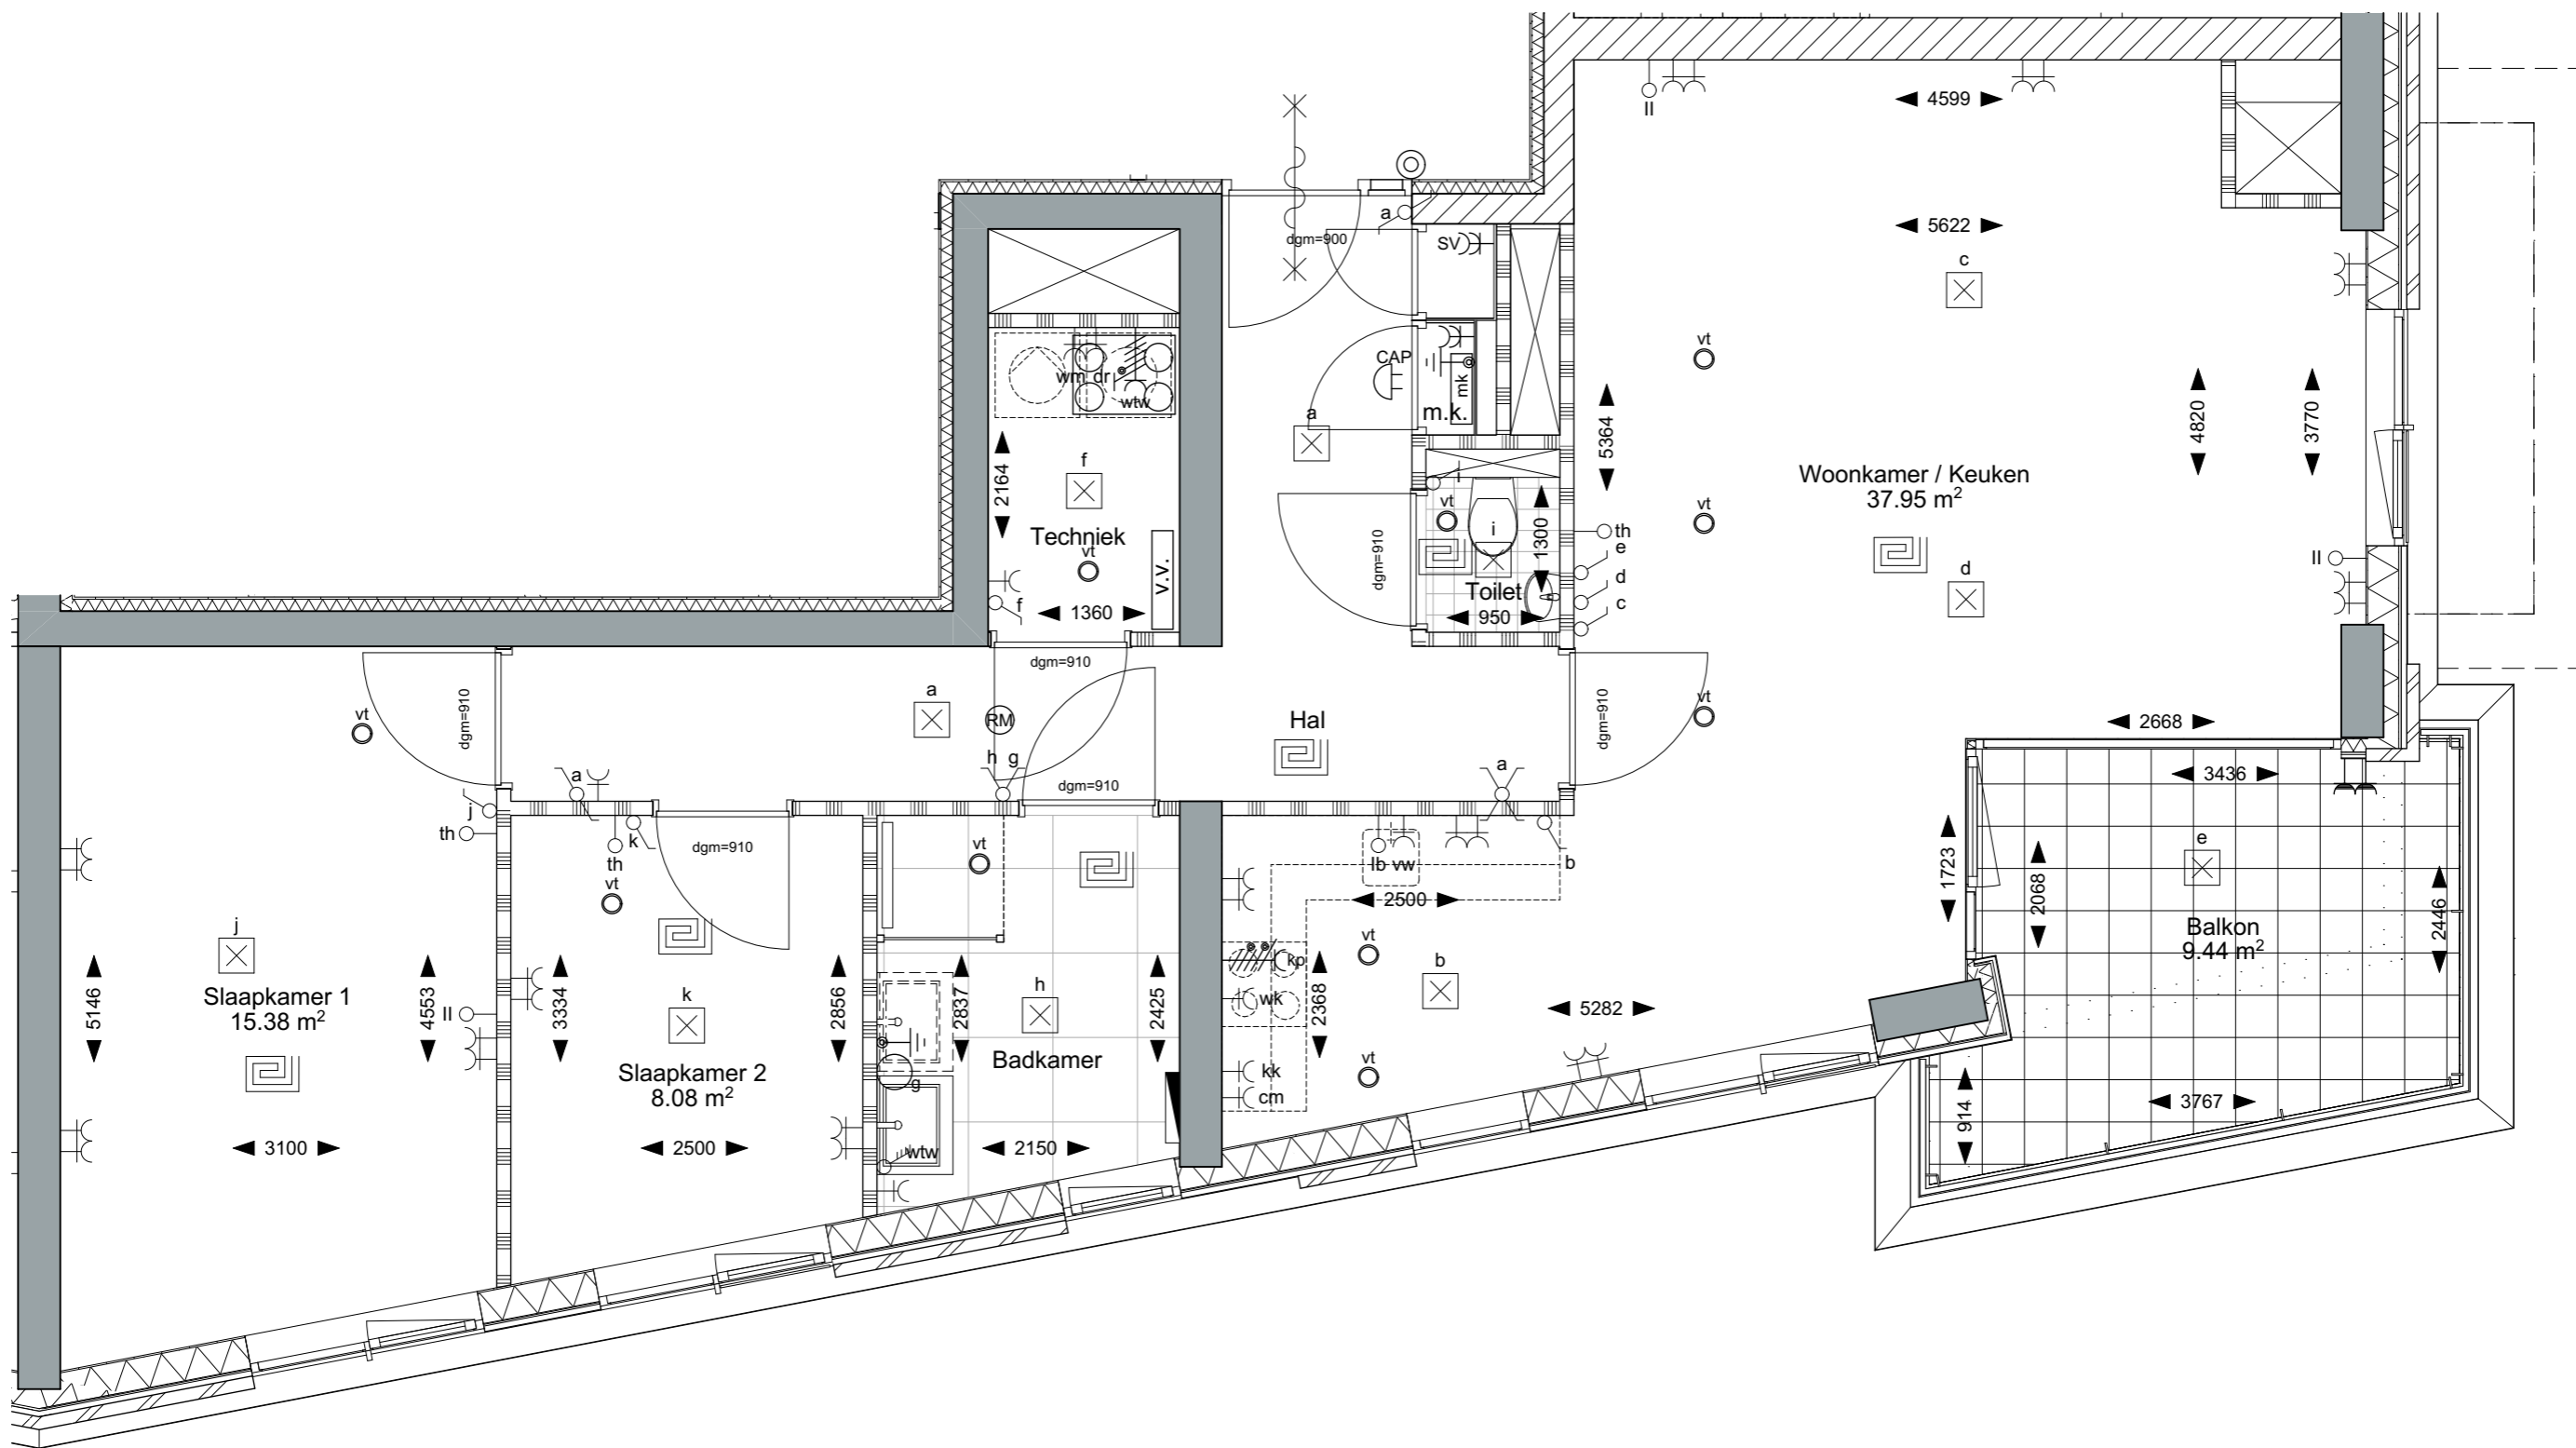 II
4599
a
dgm=900
SV
5622
c
vt
CAP
mk
m.k.
wm
dr
wtw
a
f
2164
5364
4820
3770
Woonkamer / Keuken
37.95 m²
i
vt
vt
i
1300
Techniek
vt
V.V.
dgm=910
th
e
II
d
Toilet
d
f
1360
950
c
dgm=910
a
RM
Hal
vt
dgm=910
vt
dgm=910
2668
h g
a
a
dgm=910
3436
j
th
k
th
vt
dgm=910
vt
lb vw
b
2500
1723
2068
e
Balkon
9.44 m²
2446
j
5146
4553
Slaapkamer 1
15.38 m²
II
3334
k
2856
2837
h
2425
vt
kp
wk
2368
b
5282
Slaapkamer 2
8.08 m²
Badkamer
g
kk
cm
vt
914
3767
3100
2500
wtw
2150